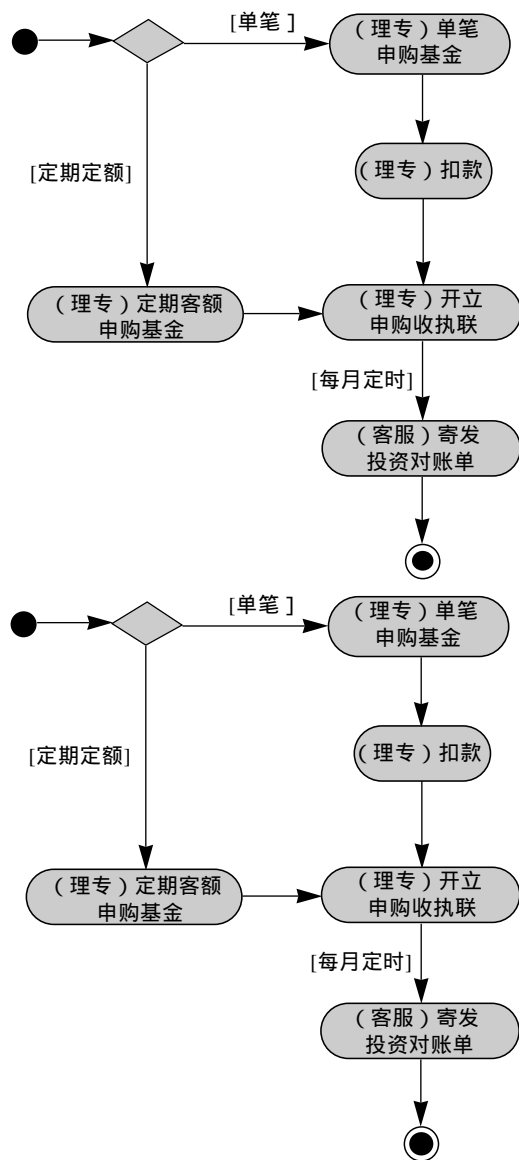 [单笔］
（理专）单笔
申购基金
（理专）扣款
[定期定额]
（理专）定期客额
申购基金
（理专）开立
申购收执联
[每月定时]
（客服）寄发
投资对账单
[单笔］
（理专）单笔
申购基金
（理专）扣款
[定期定额]
（理专）定期客额
申购基金
（理专）开立
申购收执联
[每月定时]
（客服）寄发
投资对账单